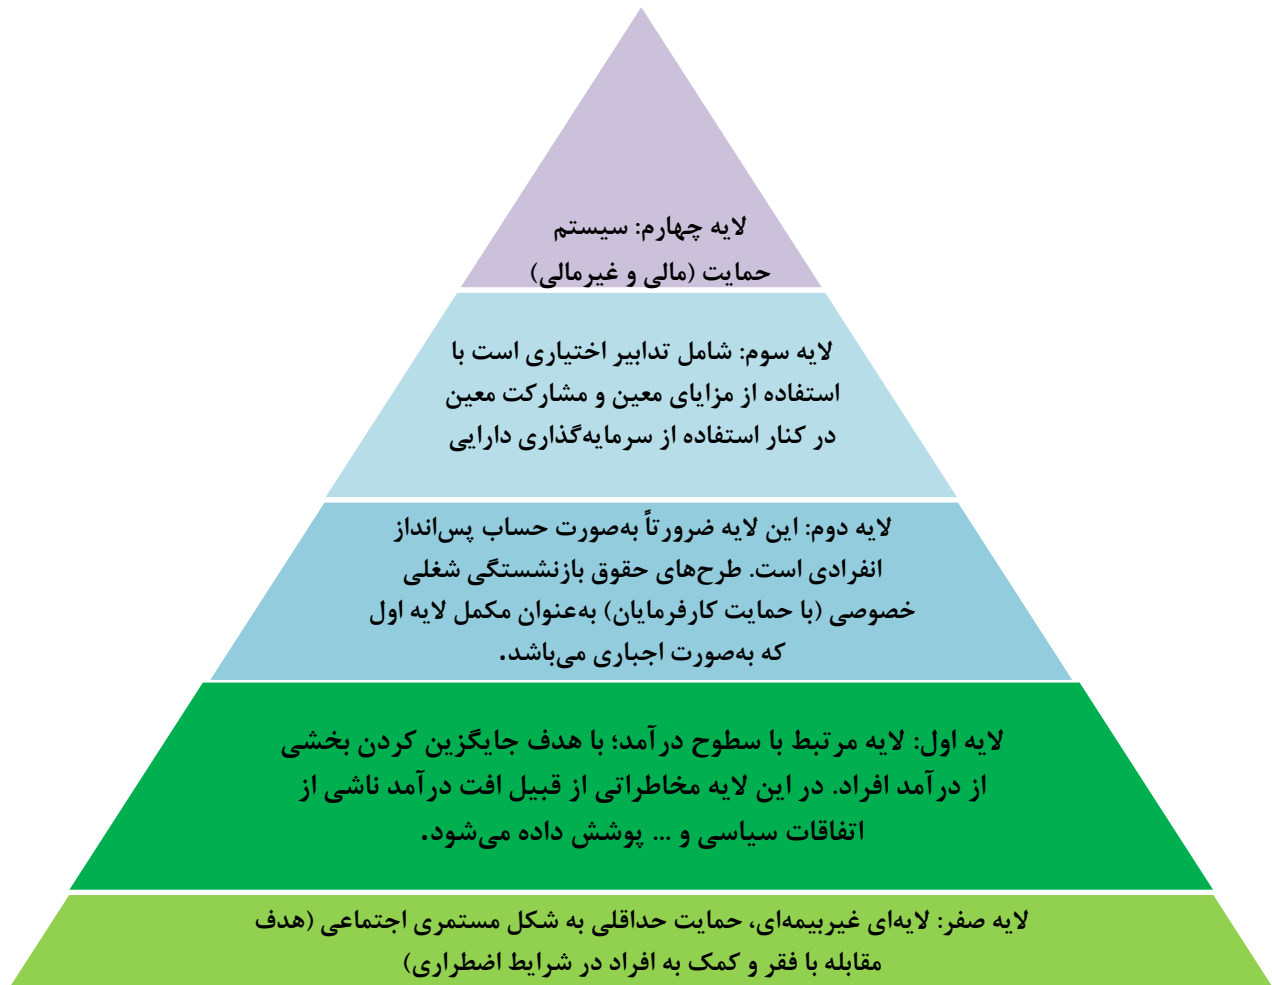 لایه چهارم: سیستم
حمایت (مالی و غیرمالی)
لایه سوم: شامل تدابیر اختیاری است با
استفاده از مزایای معین و مشارکت معین
در کنار استفاده از سرمایه‌گذاری دارایی
لایه دوم: این لایه ضرورتاً به‌صورت حساب پس‌انداز
انفرادی است. طرح‌های حقوق بازنشستگی شغلی
خصوصی (با حمایت کارفرمایان) به‌عنوان مکمل لایه اول
که به‌صورت اجباری می‌باشد.
لایه اول: لایه مرتبط با سطوح درآمد؛ با هدف جایگزین کردن بخشی
از درآمد افراد. در این لایه مخاطراتی از قبیل افت درآمد ناشی از
اتفاقات سیاسی و ... پوشش داده می‌شود.
لایه صفر: لایه‌ای غیربیمه‌ای، حمایت حداقلی به شکل مستمری اجتماعی (هدف
مقابله با فقر و کمک به افراد در شرایط اضطراری)